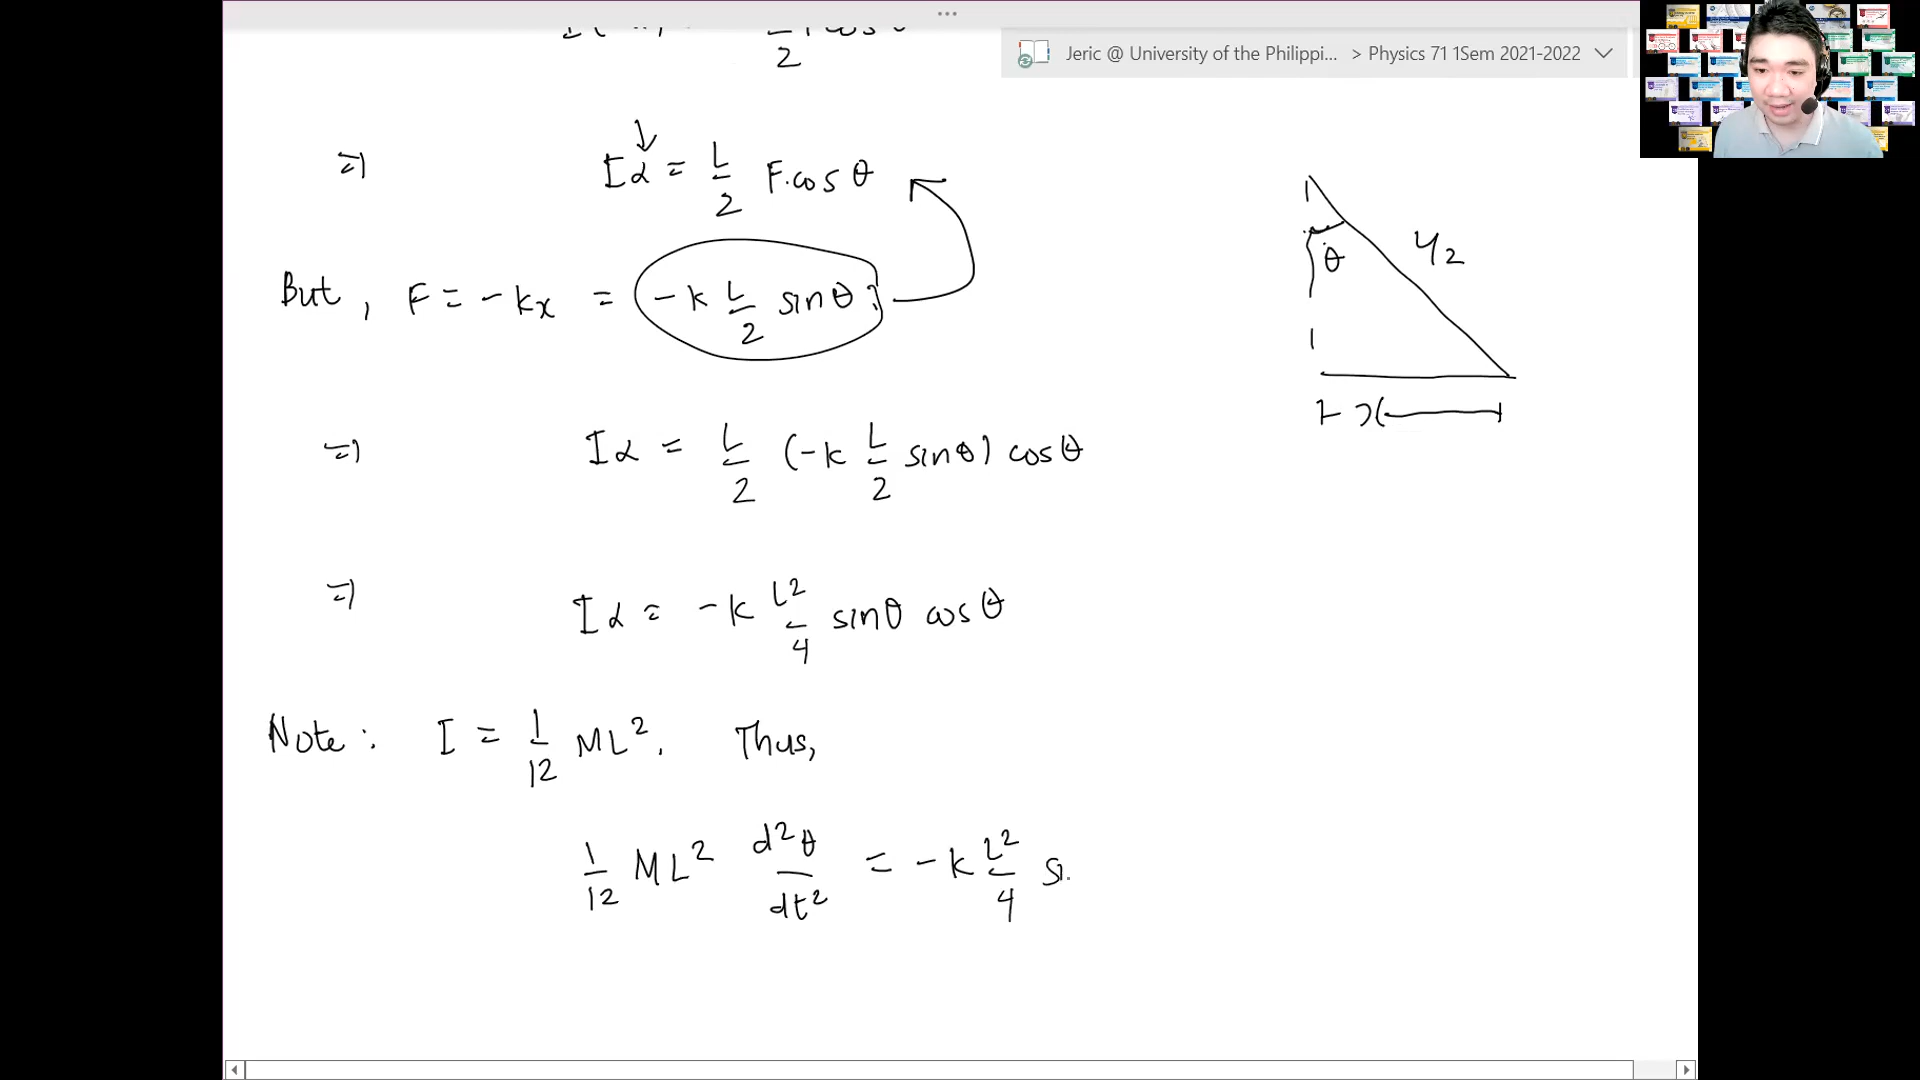 Jeric @ University of the Philippi... > Physics 71 1Sem 2021-2022
2
=) Iα = L/2 F·cos θ
But, F = -kx = -k L/2 sin θ ;
=) Iα = L/2 (-k L/2 sin θ) cos θ
=) Iα = -k L²/4 sin θ cos θ
Note: I = 1/12 ML². Thus,
1/12 ML² d²θ/dt² = -k L²/4 si
θ
L/2
x